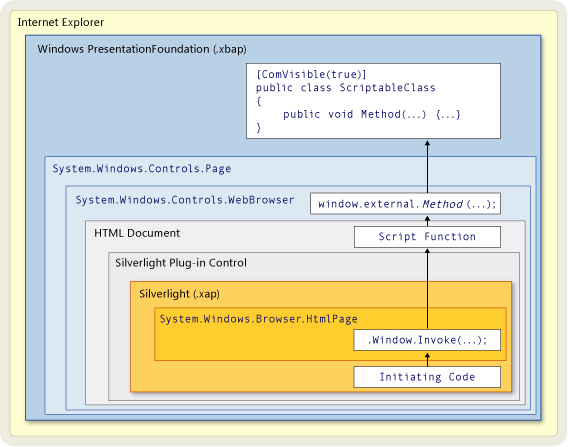 Internet Explorer
Windows PresentationFoundation (.xbap)
[ComVisible(true)]
public class ScriptableClass
{
public void Method(...) {...}
}
System.Windows.Controls.Page
System.Windows.Controls.WebBrowser
window.external.Method (...);
HTML Document
Script Function
Silverlight Plug-in Control
Silverlight (.xap)
System.Windows.Browser.HtmlPage
.Window.Invoke(...);
Initiating Code